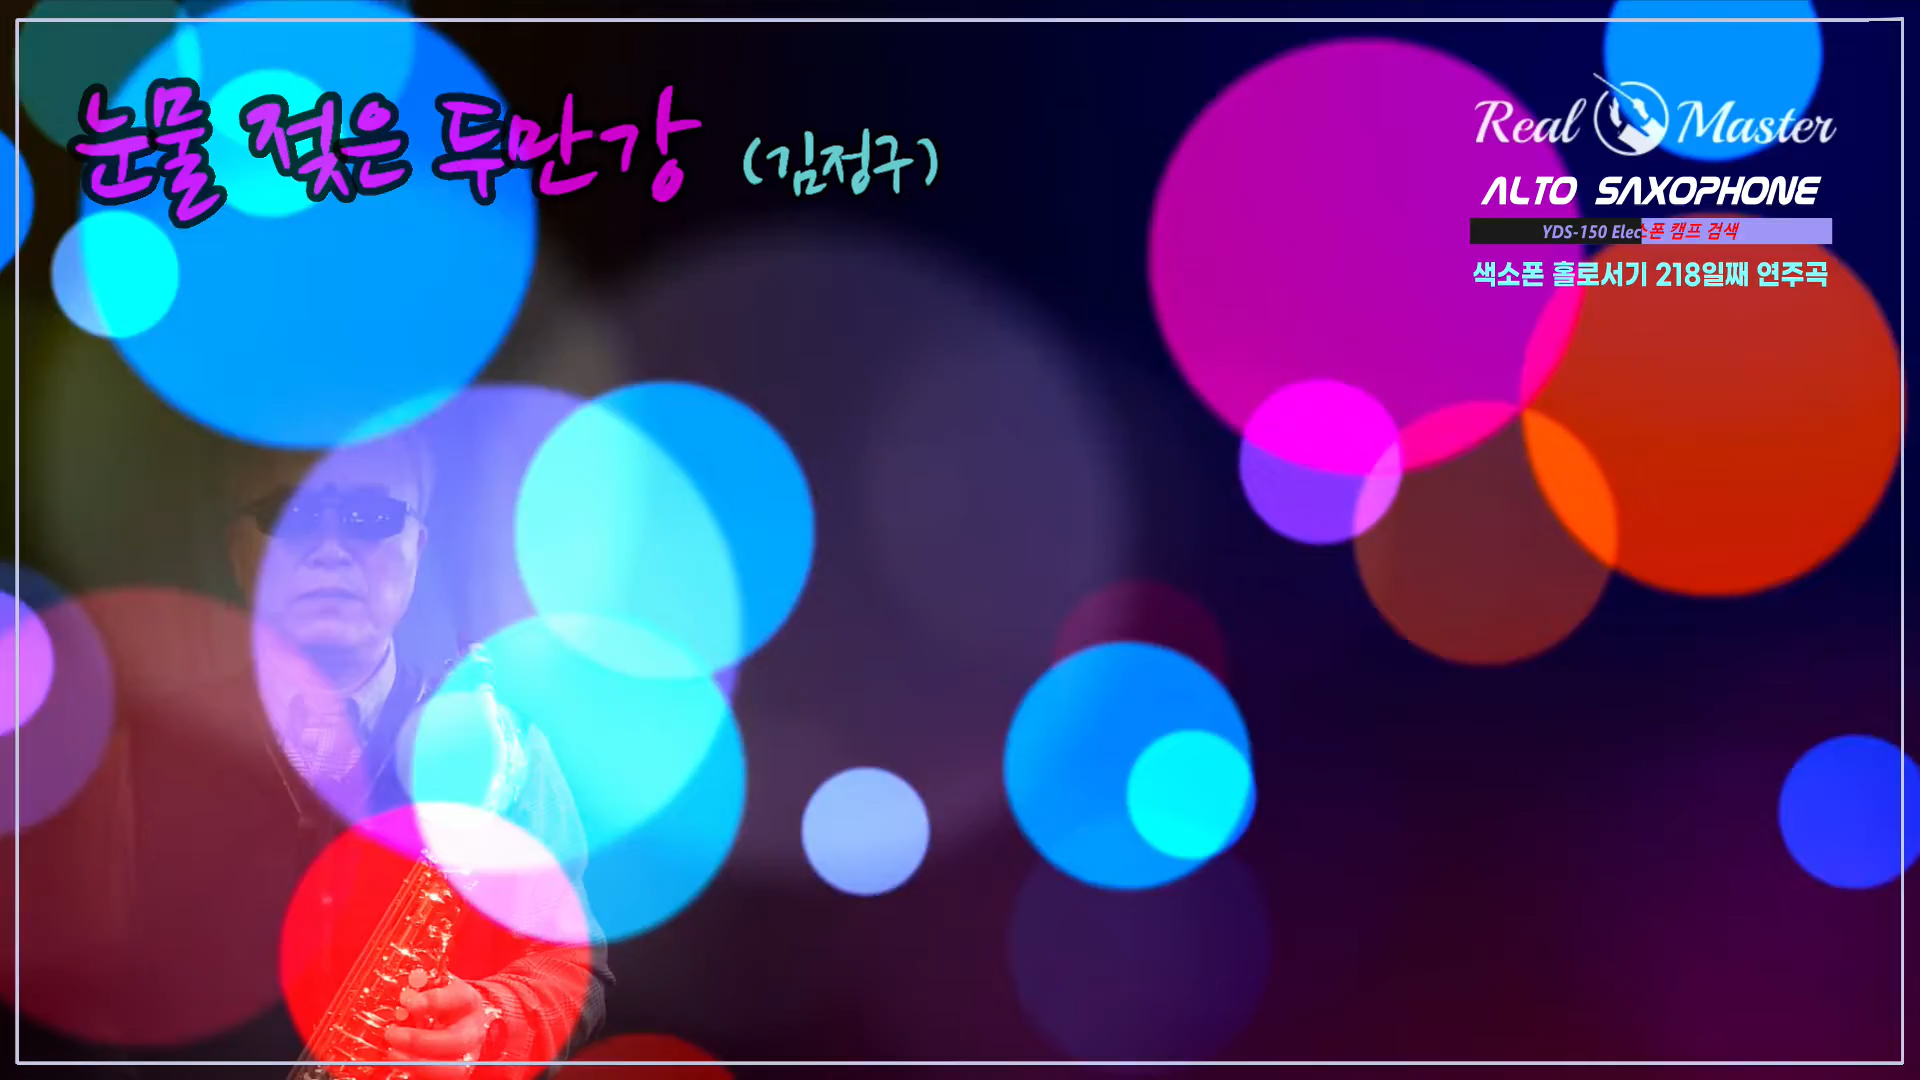 눈물 젖은 두만강 (김정구)
Real Master
ALTO SAXOPHONE
YDS-150 Elec 폰 캠프 검색
색소폰 홀로서기 218일째 연주곡